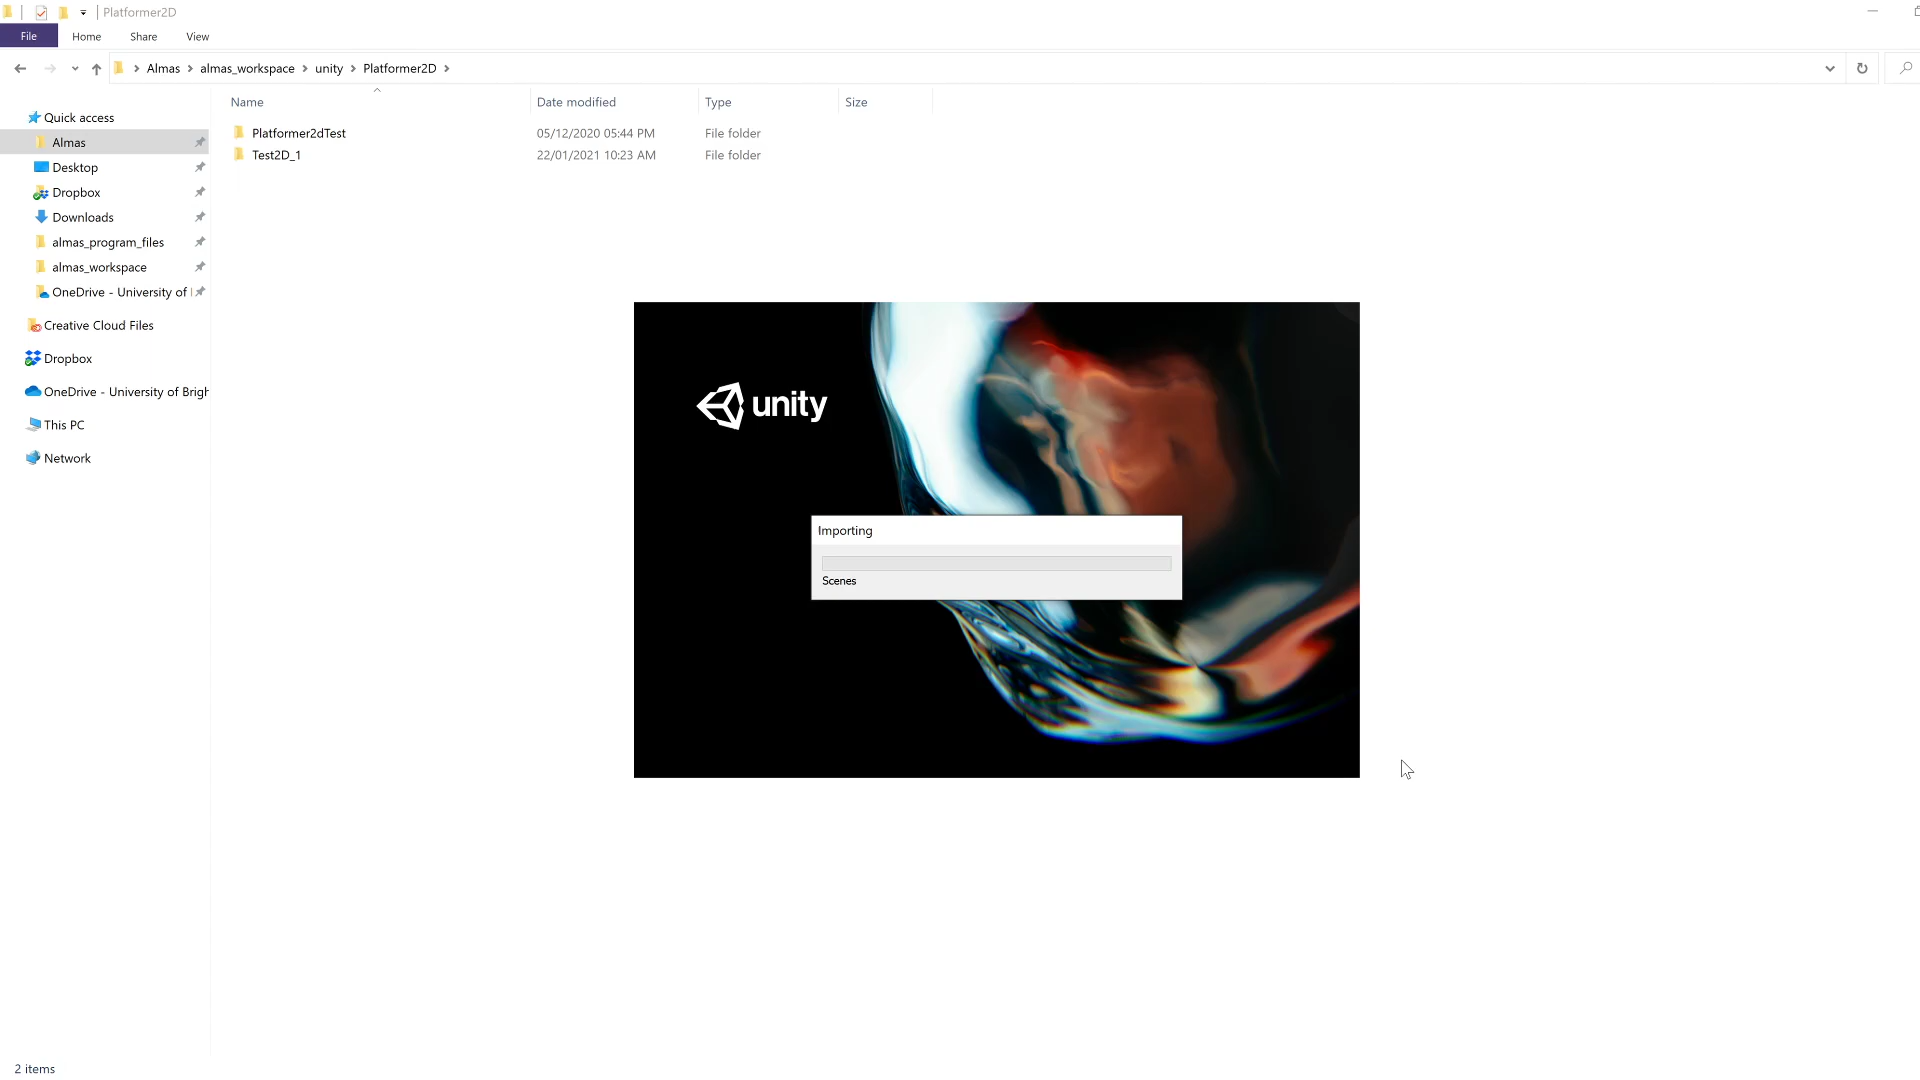 Platformer2D
File Home Share View
Almas almas_workspace unity Platformer2D
Name Date modified Type Size
Platformer2dTest 05/12/2020 05:44 PM File folder
Test2D_1 22/01/2021 10:23 AM File folder
Quick access
Almas
Desktop
Dropbox
Downloads
almas_program_files
almas_workspace
OneDrive - University of
Creative Cloud Files
Dropbox
OneDrive - University of Brigh
This PC
Network
unity
Importing
Scenes
2 items